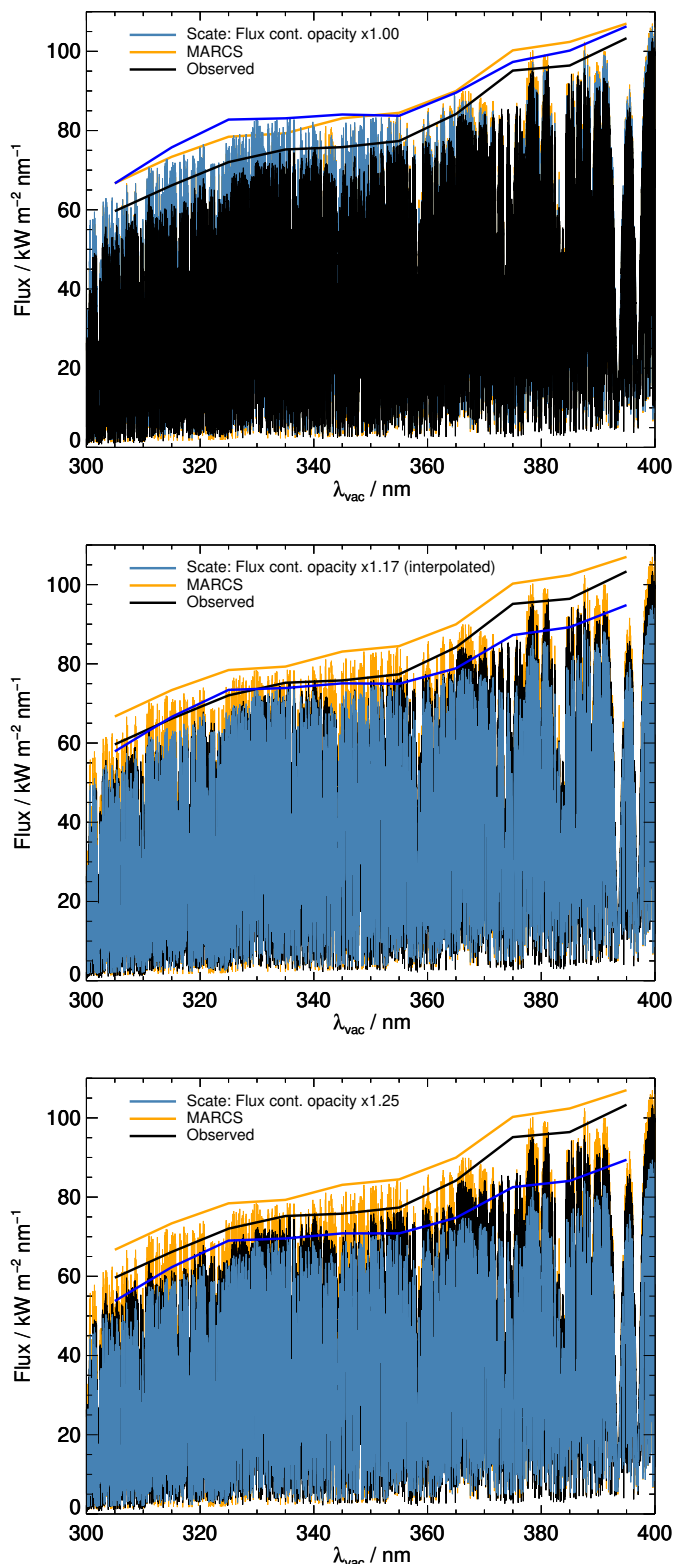 Scate: Flux cont. opacity x1.00
MARCS
Observed
100
80
60
40
20
0
Flux / kW m⁻² nm⁻¹
300 320 340 360 380 400
λvac / nm
Scate: Flux cont. opacity x1.17 (interpolated)
MARCS
Observed
100
80
60
40
20
0
Flux / kW m⁻² nm⁻¹
300 320 340 360 380 400
λvac / nm
Scate: Flux cont. opacity x1.25
MARCS
Observed
100
80
60
40
20
0
Flux / kW m⁻² nm⁻¹
300 320 340 360 380 400
λvac / nm